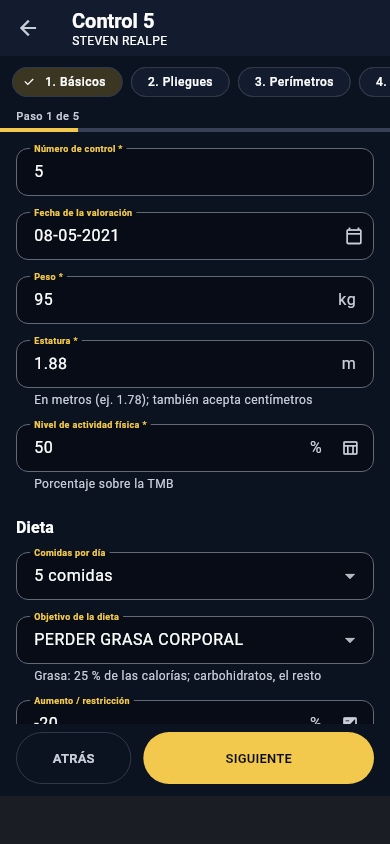 Control 5
STEVEN REALPE
1. Básicos
2. Pliegues
3. Perímetros
4.
Paso 1 de 5
Número de control *
5
Fecha de la valoración
08-05-2021
Peso *
95 kg
Estatura *
1.88 m
En metros (ej. 1.78); también acepta centímetros
Nivel de actividad física *
50 %
Porcentaje sobre la TMB
Dieta
Comidas por día
5 comidas
Objetivo de la dieta
PERDER GRASA CORPORAL
Grasa: 25 % de las calorías; carbohidratos, el resto
Aumento / restricción
-20 %
ATRÁS
SIGUIENTE